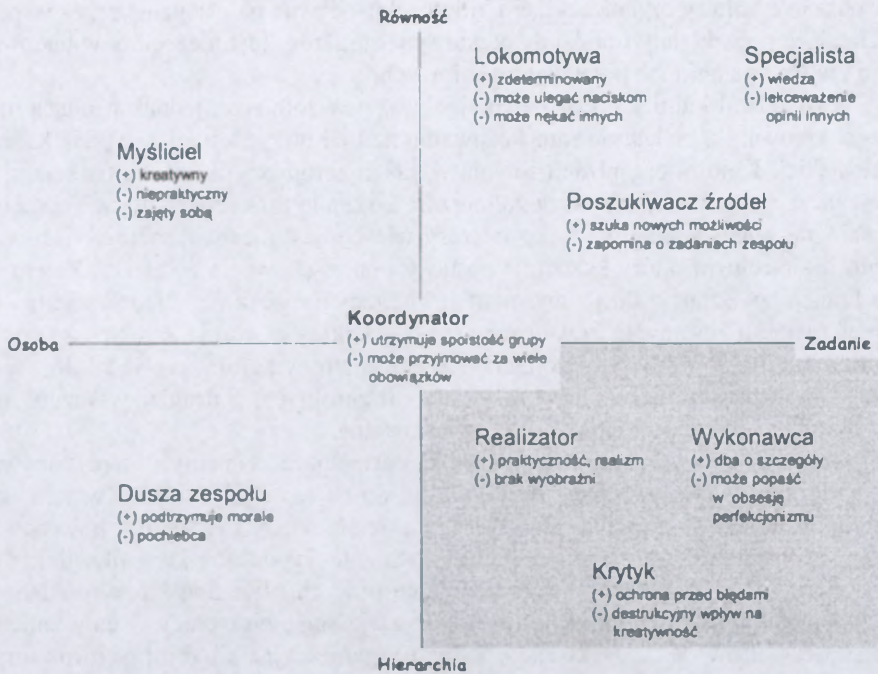 Równość
Lokomotywa
(+) zdeterminowany
(-) może ulegać naciskom
(-) może nękać innych
Specjalista
(+) wiedza
(-) lekceważenie
opinii innych
Myśliciel
(+) kreatywny
(-) niepraktyczny
(-) zajęty sobą
Poszukiwacz źródeł
(+) szuka nowych możliwości
(-) zapomina o zadaniach zespołu
Koordynator
(+) utrzymuje spoistość grupy
(-) może przyjmować za wiele
obowiązków
Osoba
Zadanie
Realizator
(+) praktyczność, realizm
(-) brak wyobraźni
Wykonawca
(+) dba o szczegóły
(-) może popaść
w obsesję
perfekcjonizmu
Dusza zespołu
(+) podtrzymuje morale
(-) pochlebca
Krytyk
(+) ochrona przed błędami
(-) destrukcyjny wpływ na
kreatywność
Hierarchia